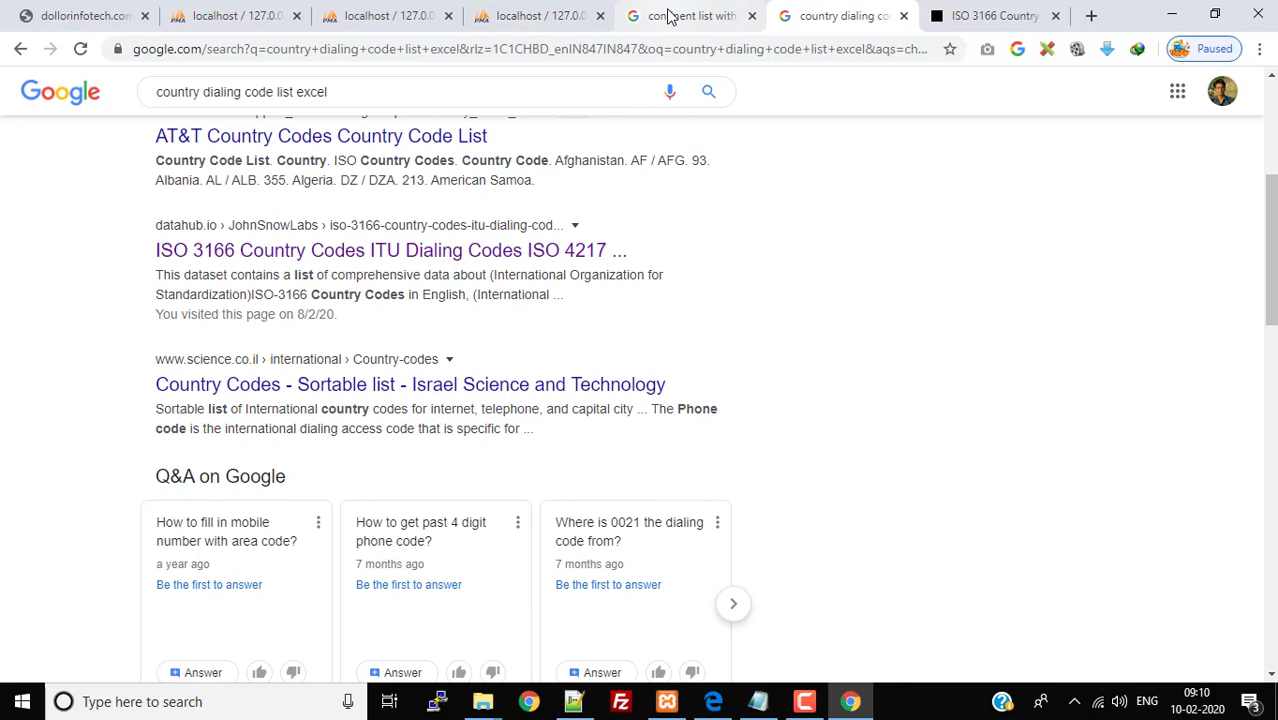 dollorinfotech.com
localhost / 127.0.
localhost / 127.0.
localhost / 127.0.
list with
country dialing co
ISO 3166 Country
google.com/search?q=country+dialing+code+list+excel&rlz=1C1CHBD_enIN847IN847&oq=country+dialing+code+list+excel&aqs=ch...
Paused
Google
country dialing code list excel
AT&T Country Codes Country Code List
Country Code List. Country. ISO Country Codes. Country Code. Afghanistan. AF / AFG. 93.
Albania. AL / ALB. 355. Algeria. DZ / DZA. 213. American Samoa.
datahub.io › JohnSnowLabs › iso-3166-country-codes-itu-dialing-cod...
ISO 3166 Country Codes ITU Dialing Codes ISO 4217 ...
This dataset contains a list of comprehensive data about (International Organization for
Standardization)ISO-3166 Country Codes in English, (International ...
You visited this page on 8/2/20.
www.science.co.il › international › Country-codes
Country Codes - Sortable list - Israel Science and Technology
Sortable list of International country codes for internet, telephone, and capital city ... The Phone
code is the international dialing access code that is specific for ...
Q&A on Google
How to fill in mobile
number with area code?
a year ago
Be the first to answer
Answer
How to get past 4 digit
phone code?
7 months ago
Be the first to answer
Answer
Where is 0021 the dialing
code from?
7 months ago
Be the first to answer
Answer
Type here to search
ENG
09:10
10-02-2020
3